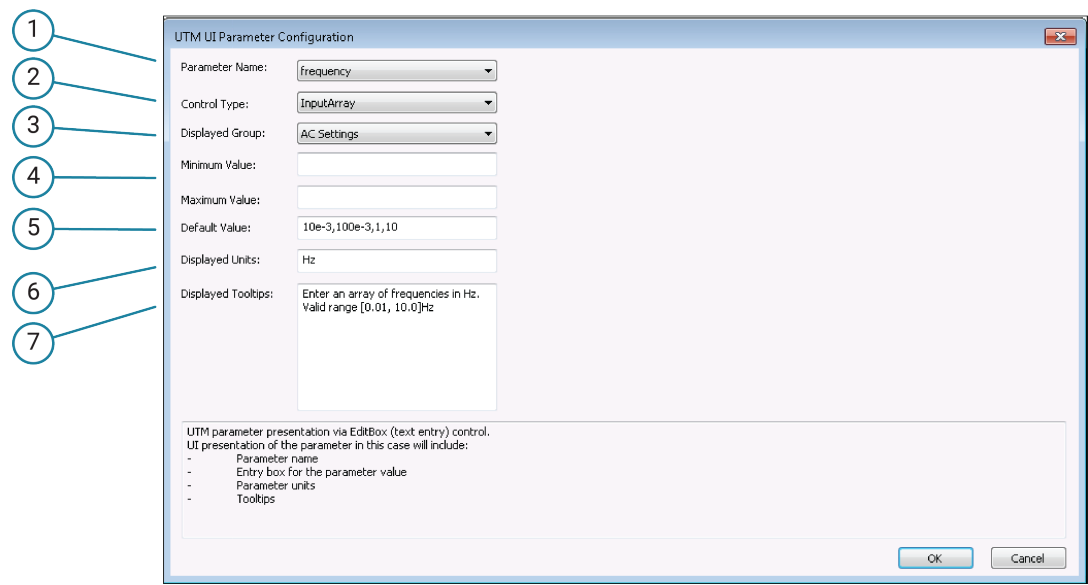 1
2
3
4
5
6
7
UTM UI Parameter Configuration
Parameter Name: frequency
Control Type: InputArray
Displayed Group: AC Settings
Minimum Value:
Maximum Value:
Default Value: 10e-3,100e-3,1,10
Displayed Units: Hz
Displayed Tooltips: Enter an array of frequencies in Hz.
Valid range [0.01, 10.0]Hz
UTM parameter presentation via EditBox (text entry) control.
UI presentation of the parameter in this case will include:
- Parameter name
- Entry box for the parameter value
- Parameter units
- Tooltips
OK Cancel